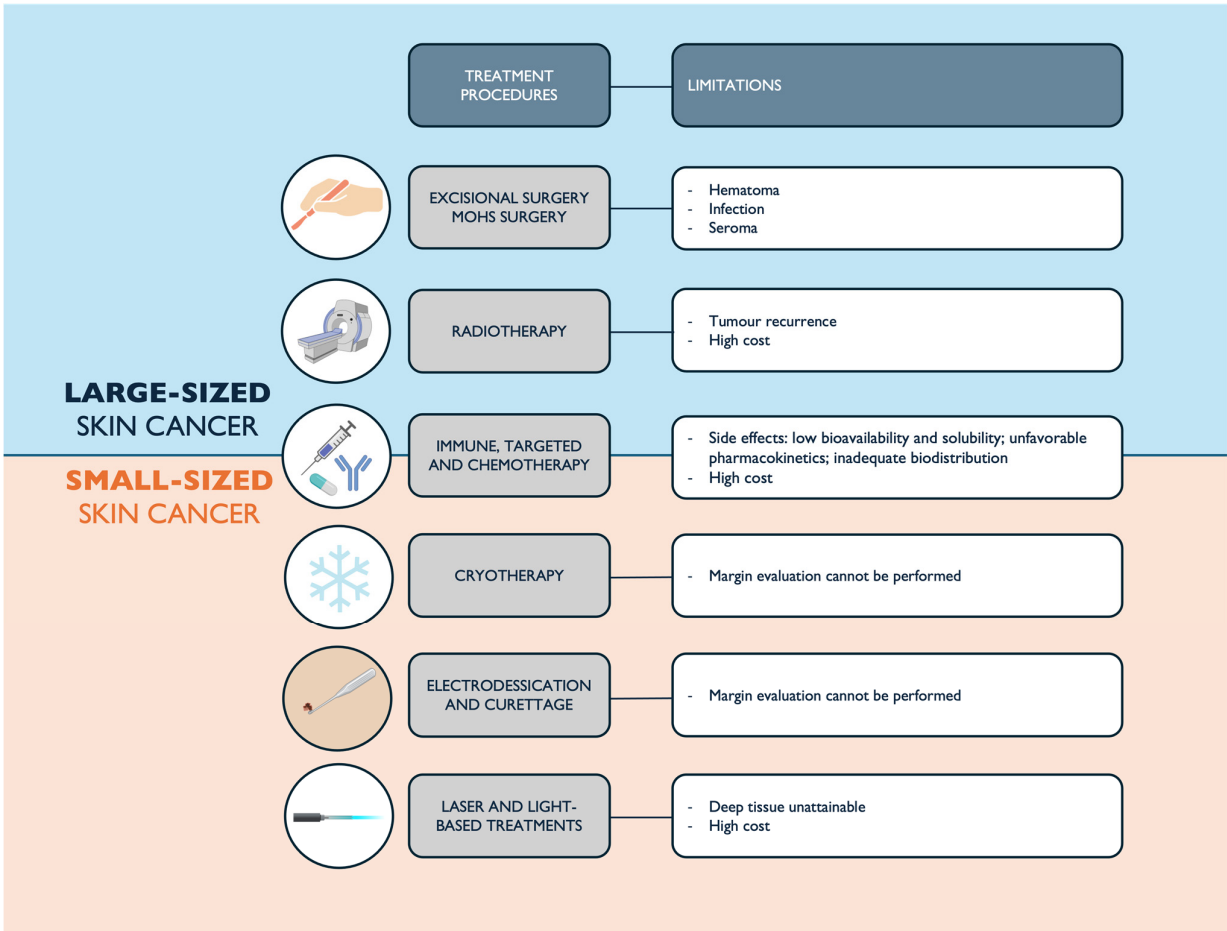 TREATMENT
PROCEDURES
LIMITATIONS
EXCISIONAL SURGERY
MOHS SURGERY
- Hematoma
- Infection
- Seroma
RADIOTHERAPY
- Tumour recurrence
- High cost
LARGE-SIZED
SKIN CANCER
IMMUNE, TARGETED
AND CHEMOTHERAPY
- Side effects: low bioavailability and solubility; unfavorable
pharmacokinetics; inadequate biodistribution
- High cost
SMALL-SIZED
SKIN CANCER
CRYOTHERAPY
- Margin evaluation cannot be performed
ELECTRODESSICATION
AND CURETTAGE
- Margin evaluation cannot be performed
LASER AND LIGHT-
BASED TREATMENTS
- Deep tissue unattainable
- High cost